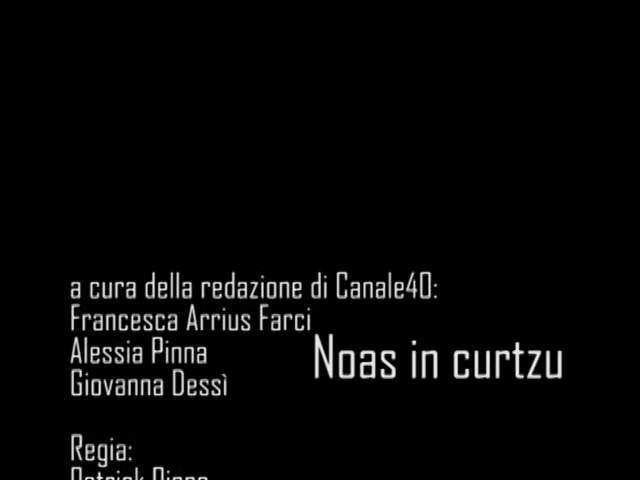 a cura della redazione di Canale40:
Francesca Arrius Farci
Alessia Pinna
Giovanna Dessì
Noas in curtzu
Regia: